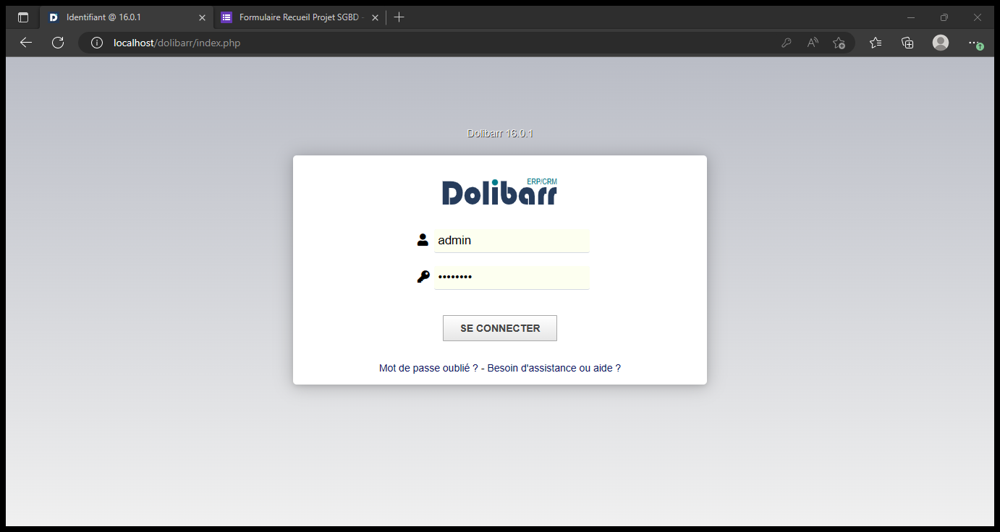 Identifiant @ 16.0.1
Formulaire Recueil Projet SGBD -
localhost/dolibarr/index.php
Dolibarr 16.0.1
ERP/CRM
Dolibarr
admin
••••••••
SE CONNECTER
Mot de passe oublié ? - Besoin d'assistance ou aide ?